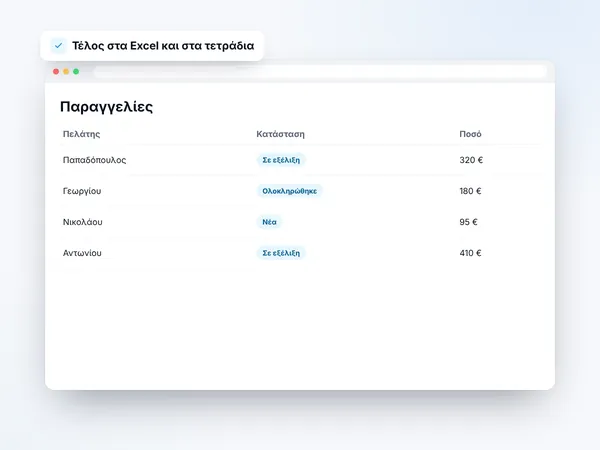 Τέλος στα Excel και στα τετράδια
Παραγγελίες
Πελάτης Κατάσταση Ποσό
Παπαδόπουλος Σε εξέλιξη 320 €
Γεωργίου Ολοκληρώθηκε 180 €
Νικολάου Νέα 95 €
Αντωνίου Σε εξέλιξη 410 €